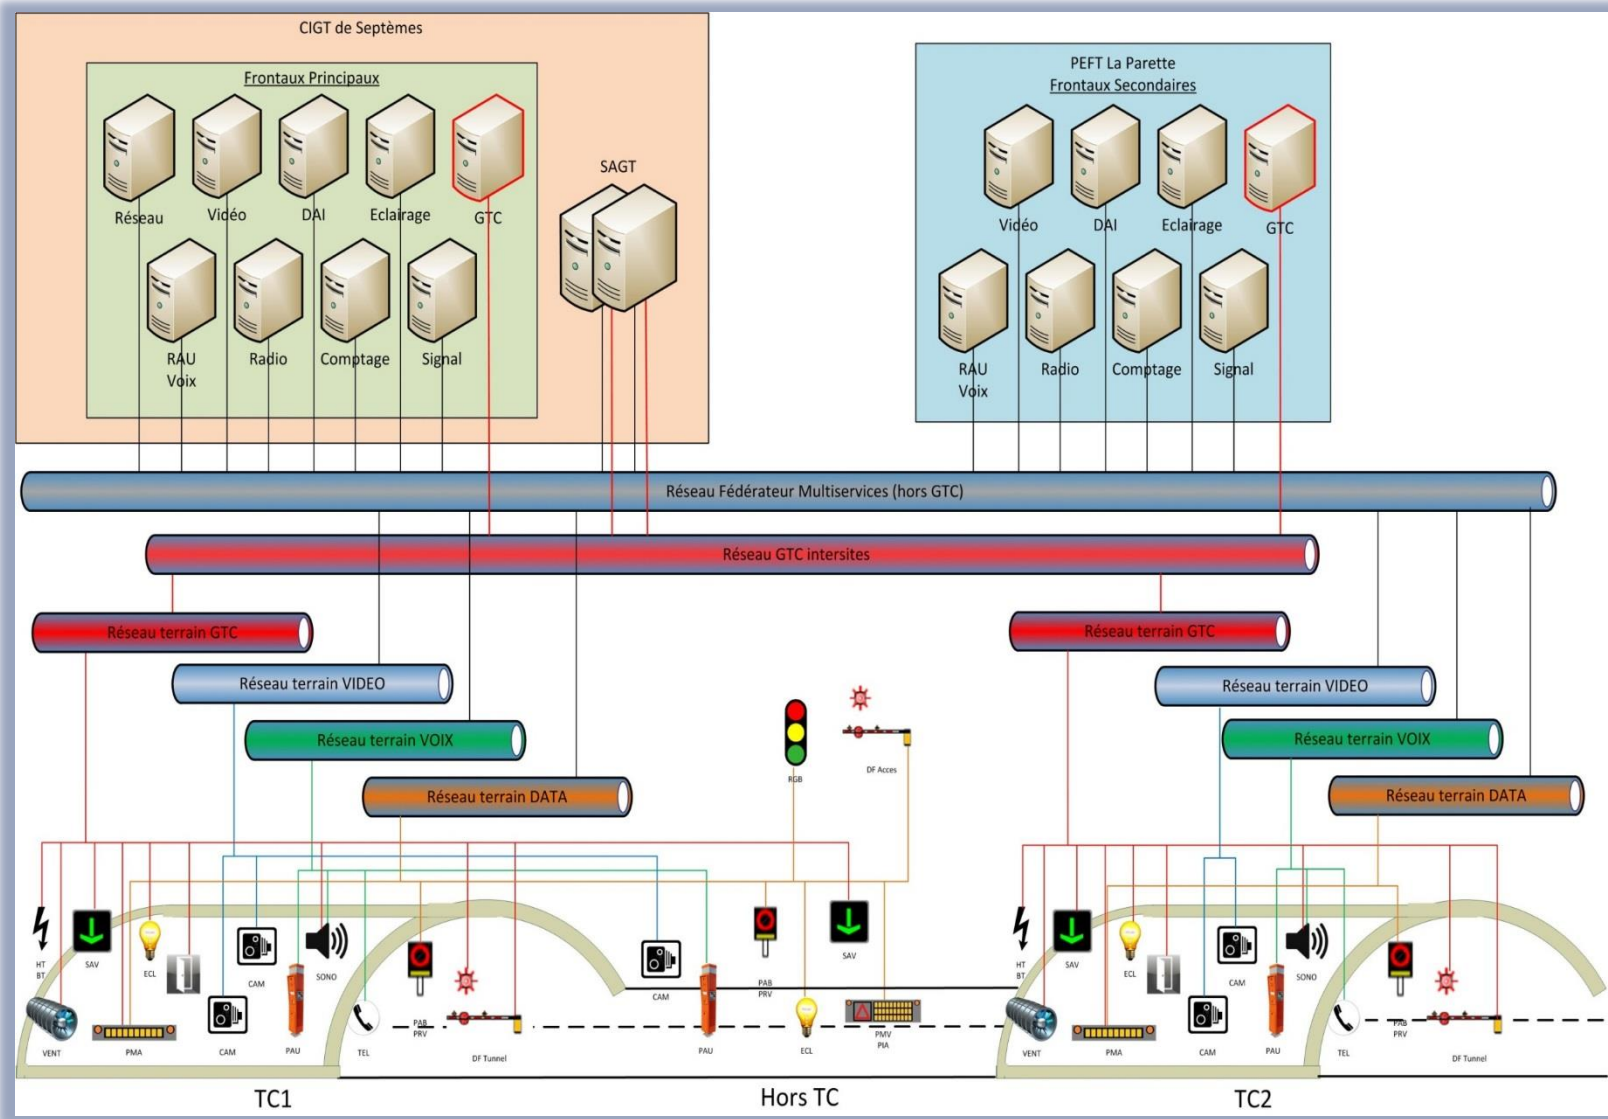 CIGT de Septèmes
Frontaux Principaux
Réseau
Vidéo
DAI
Eclairage
GTC
RAU
Voix
Radio
Comptage
Signal
SAGT
PEFT La Parette
Frontaux Secondaires
Vidéo
DAI
Eclairage
GTC
RAU
Voix
Radio
Comptage
Signal
Réseau Fédérateur Multiservices (hors GTC)
Réseau GTC intersites
Réseau terrain GTC
Réseau terrain VIDEO
Réseau terrain VOIX
Réseau terrain DATA
Réseau terrain GTC
Réseau terrain VIDEO
Réseau terrain VOIX
Réseau terrain DATA
RGB
DF Acces
HT
BT
SAV
ECL
CAM
SONO
VENT
PMA
CAM
PAU
TEL
PAB
PRV
DF Tunnel
CAM
PAU
PAB
PRV
SAV
ECL
PMV
PIA
HT
BT
SAV
ECL
CAM
SONO
VENT
PMA
CAM
PAU
TEL
PAB
PRV
DF Tunnel
TC1
Hors TC
TC2